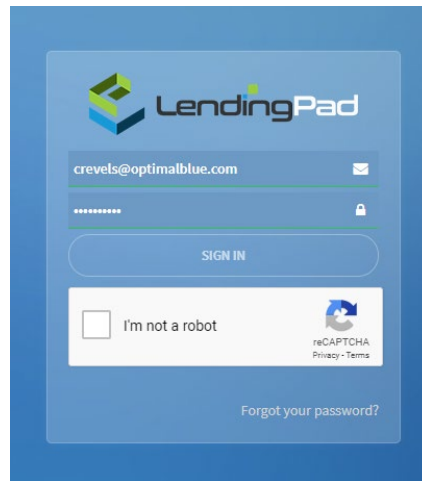 LendingPad
crevels@optimalblue.com
••••••••••
SIGN IN
I'm not a robot
reCAPTCHA
Privacy - Terms
Forgot your password?